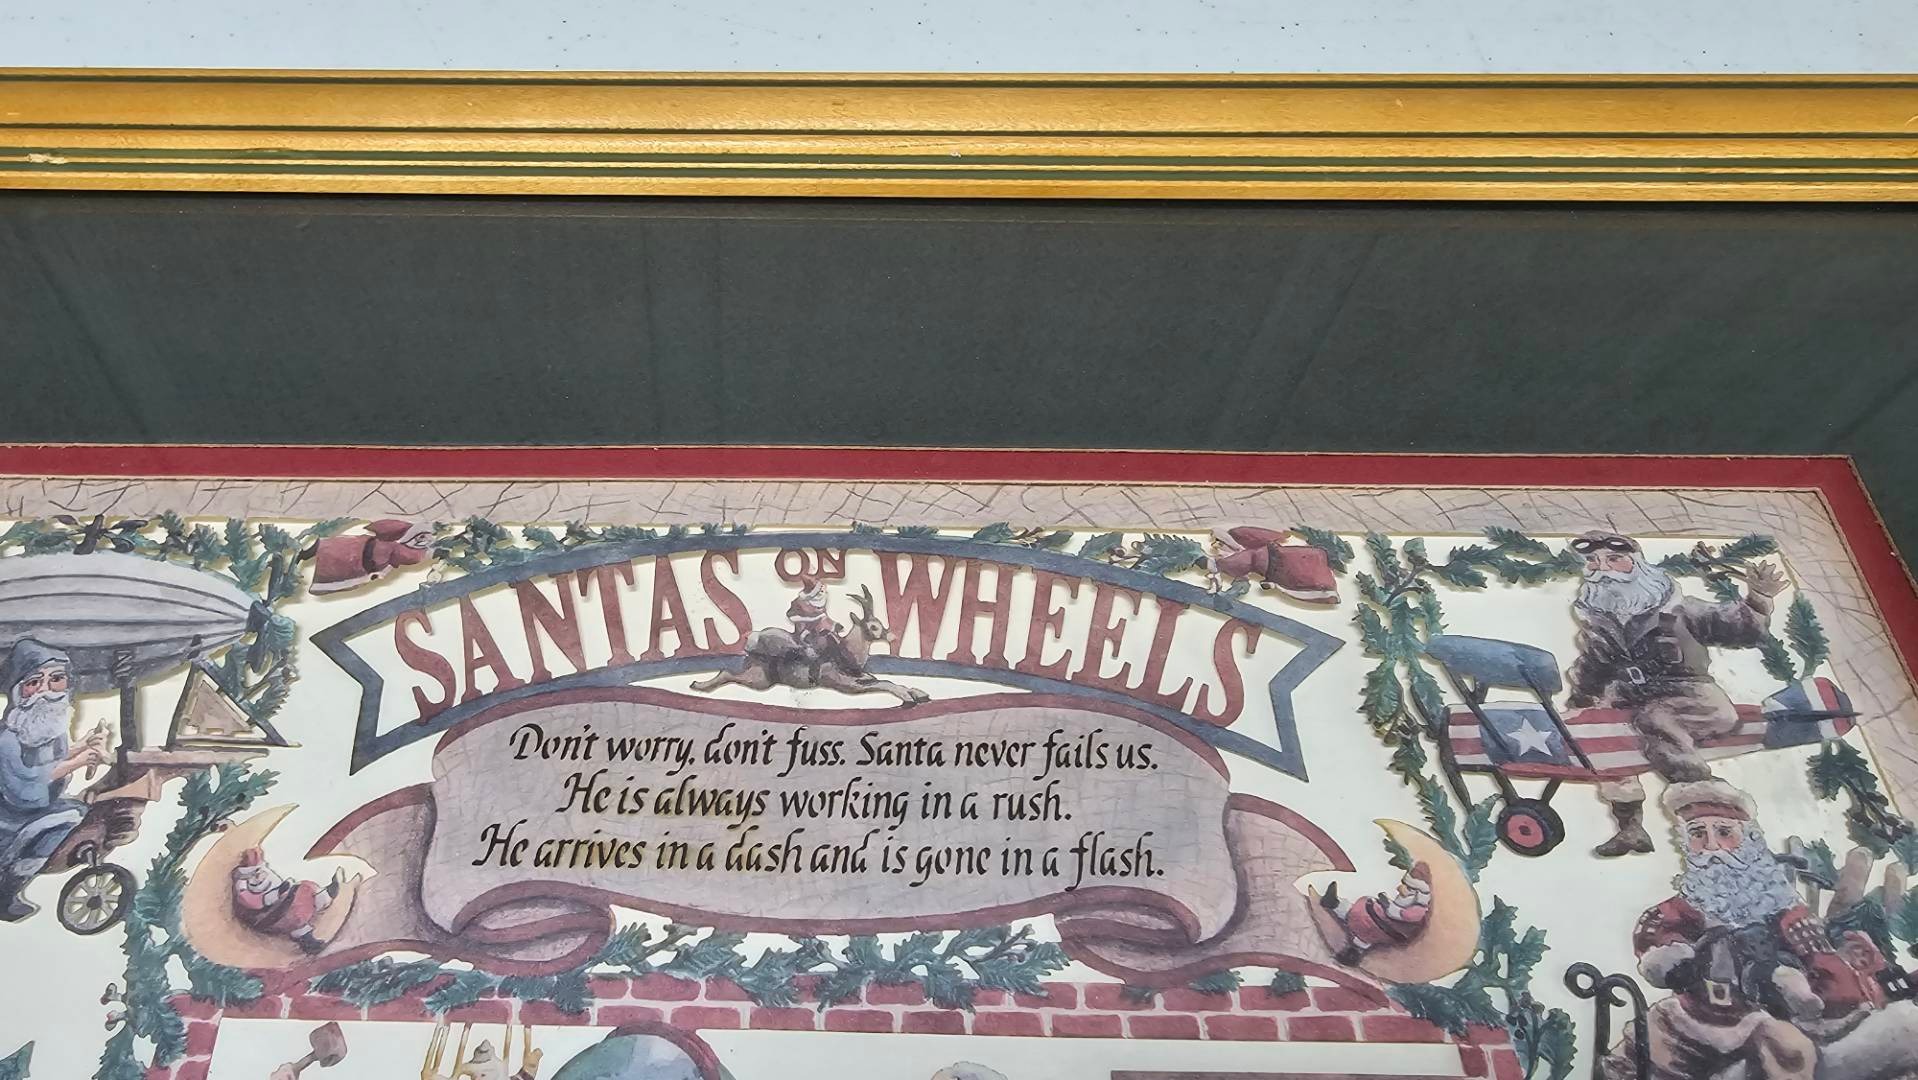 SANTAS ON WHEELS
Don't worry, don't fuss. Santa never fails us.
He is always working in a rush.
He arrives in a dash and is gone in a flash.